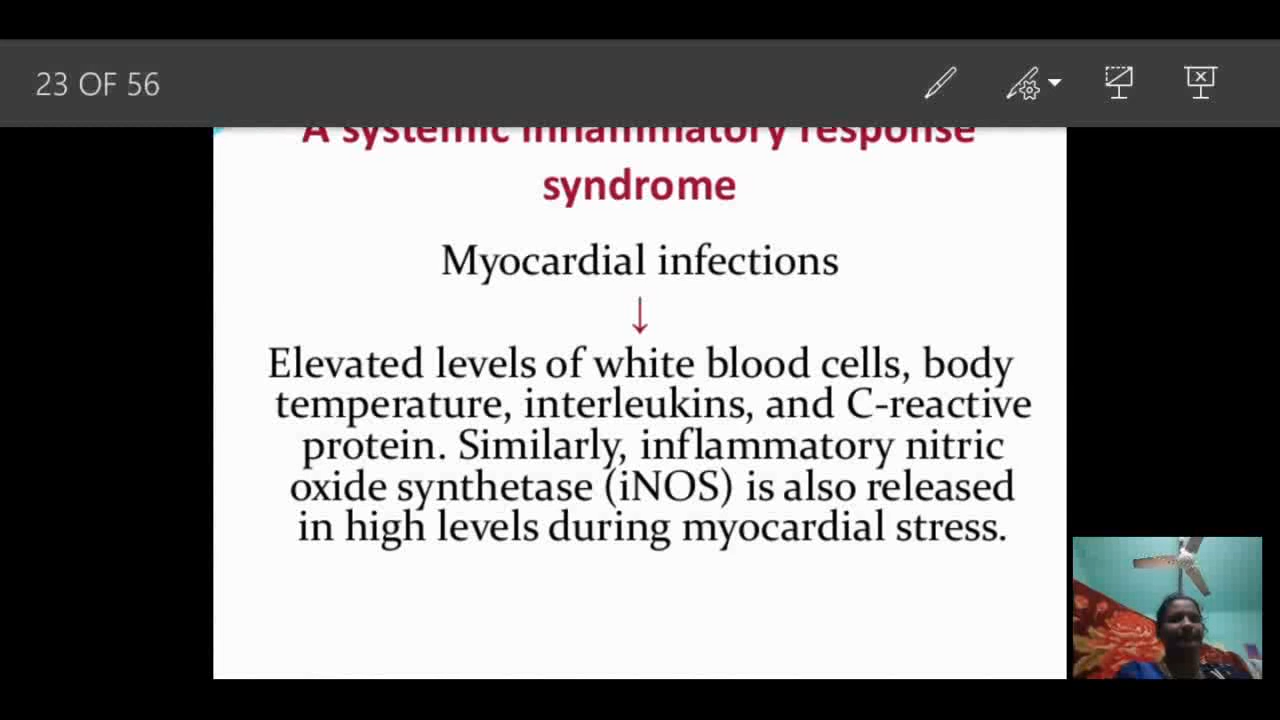 23 OF 56
A systemic inflammatory response
syndrome
Myocardial infections
↓
Elevated levels of white blood cells, body
temperature, interleukins, and C-reactive
protein. Similarly, inflammatory nitric
oxide synthetase (iNOS) is also released
in high levels during myocardial stress.